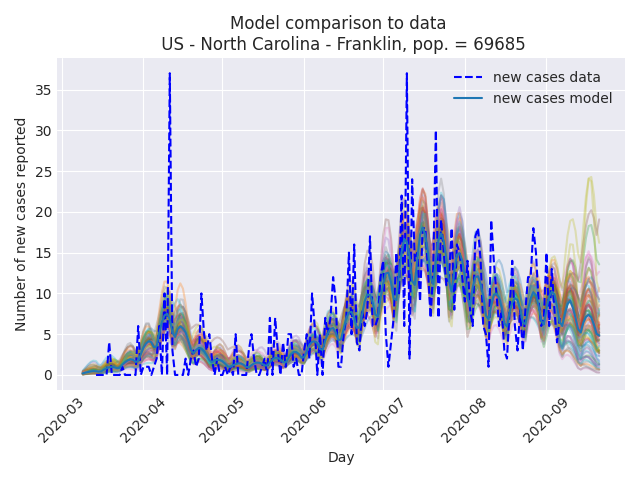 Model comparison to data
US - North Carolina - Franklin, pop. = 69685
new cases data
new cases model
Number of new cases reported
35
30
25
20
15
10
5
0
2020-03
2020-04
2020-05
2020-06
2020-07
2020-08
2020-09
Day